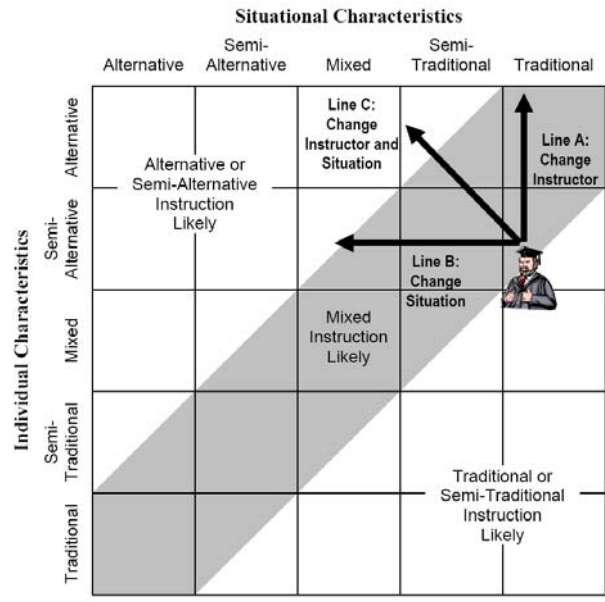 Situational Characteristics
Alternative
Semi-
Alternative
Mixed
Semi-
Traditional
Traditional
Individual Characteristics
Alternative
Semi-
Alternative
Mixed
Semi-
Traditional
Traditional
Line C:
Change
Instructor and
Situation
Line A:
Change
Instructor
Alternative or
Semi-Alternative
Instruction
Likely
Line B:
Change
Situation
Mixed
Instruction
Likely
Traditional or
Semi-Traditional
Instruction
Likely